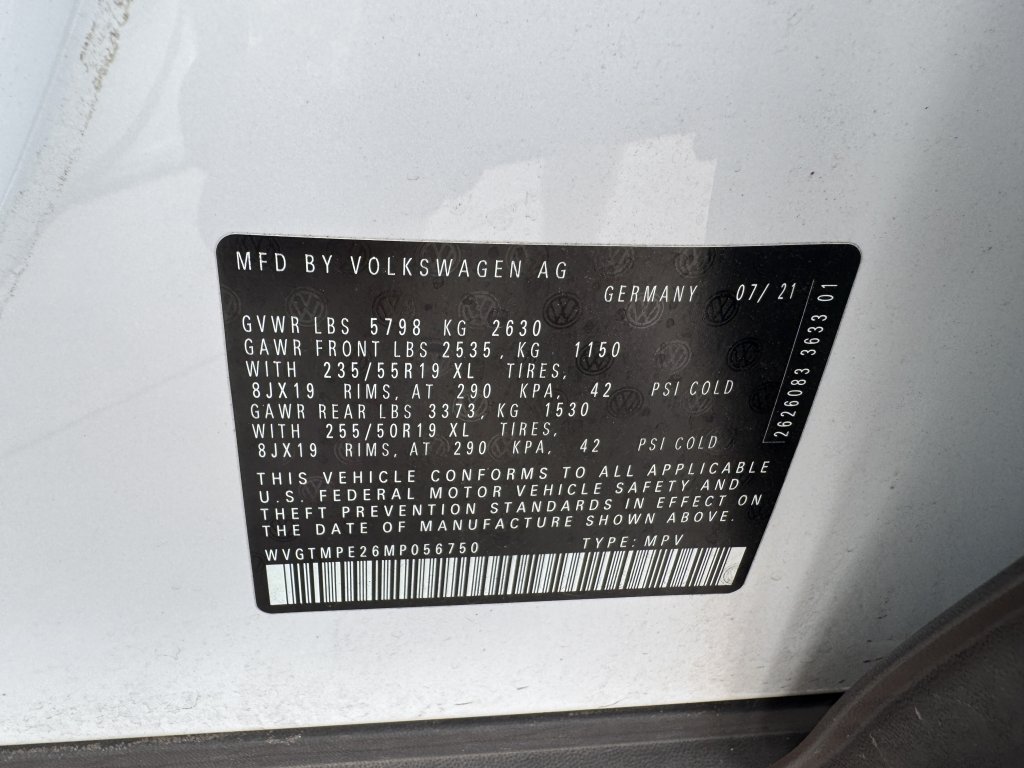 MFD BY VOLKSWAGEN AG
GERMANY 07/ 21
GVWR LBS 5798 KG 2630
GAWR FRONT LBS 2535, KG 1150
WITH 235/55R19 XL TIRES,
8JX19 RIMS, AT 290 KPA, 42 PSI COLD
GAWR REAR LBS 3373, KG 1530
WITH 255/50R19 XL TIRES,
8JX19 RIMS, AT 290 KPA, 42 PSI COLD
THIS VEHICLE CONFORMS TO ALL APPLICABLE
U.S. FEDERAL MOTOR VEHICLE SAFETY AND
THEFT PREVENTION STANDARDS IN EFFECT ON
THE DATE OF MANUFACTURE SHOWN ABOVE.
WVGTMPE26MP056750 TYPE: MPV
2626083 3633 01